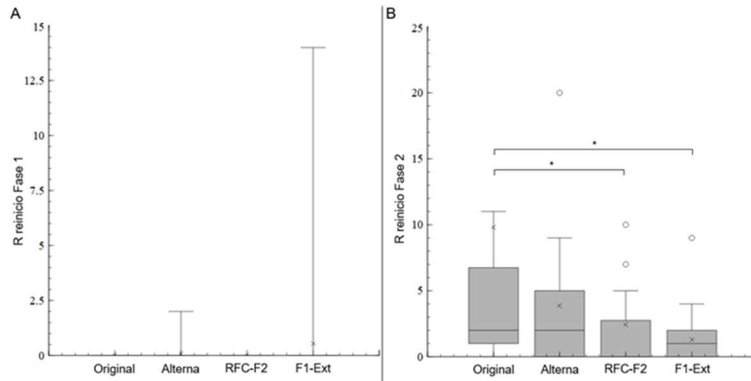 A
R reinicio Fase 1
15
12.5
10
7.5
5
2.5
0
Original Alterna RFC-F2 F1-Ext
B
R reinicio Fase 2
25
20
15
10
5
0
*
*
Original Alterna RFC-F2 F1-Ext